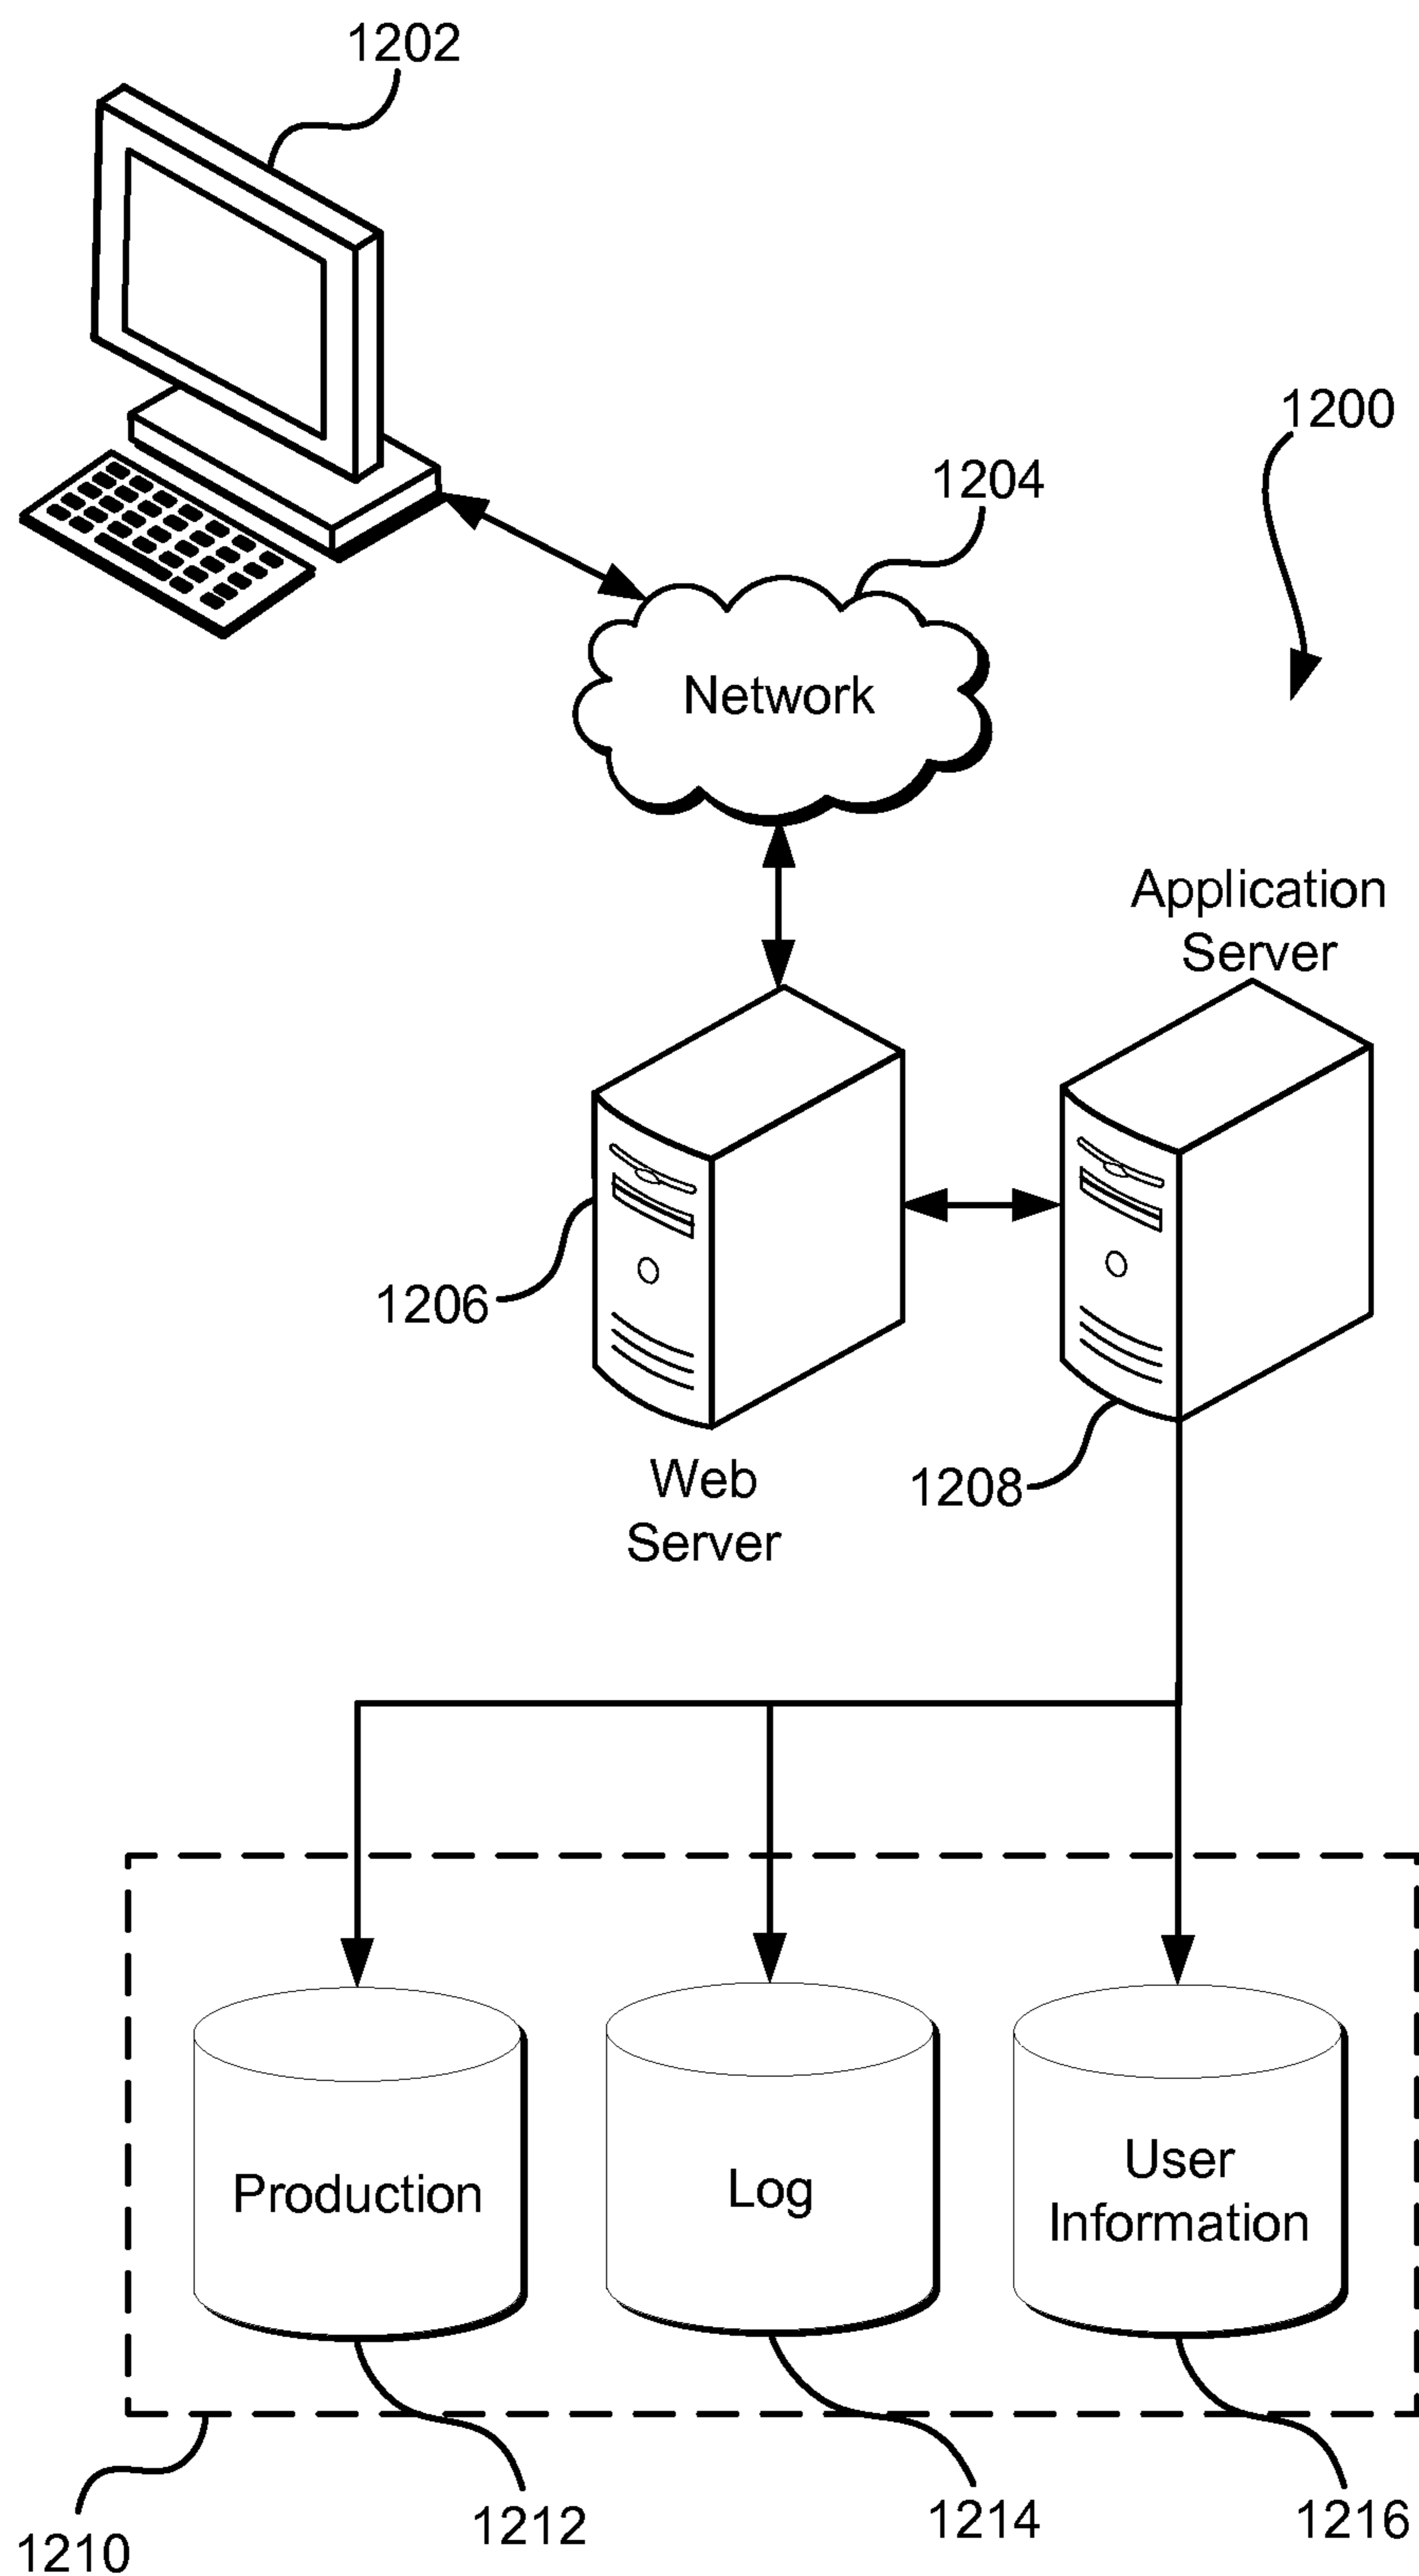 1202
1200
1204
Network
Application
Server
1206
1208
Web
Server
Production
Log
User
Information
1210
1212
1214
1216